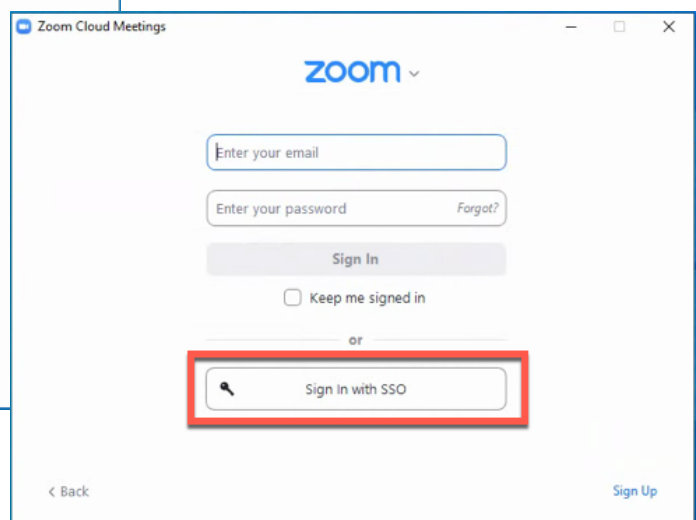 Zoom Cloud Meetings
zoom
Enter your email
Enter your password Forgot?
Sign In
Keep me signed in
or
Sign In with SSO
< Back Sign Up